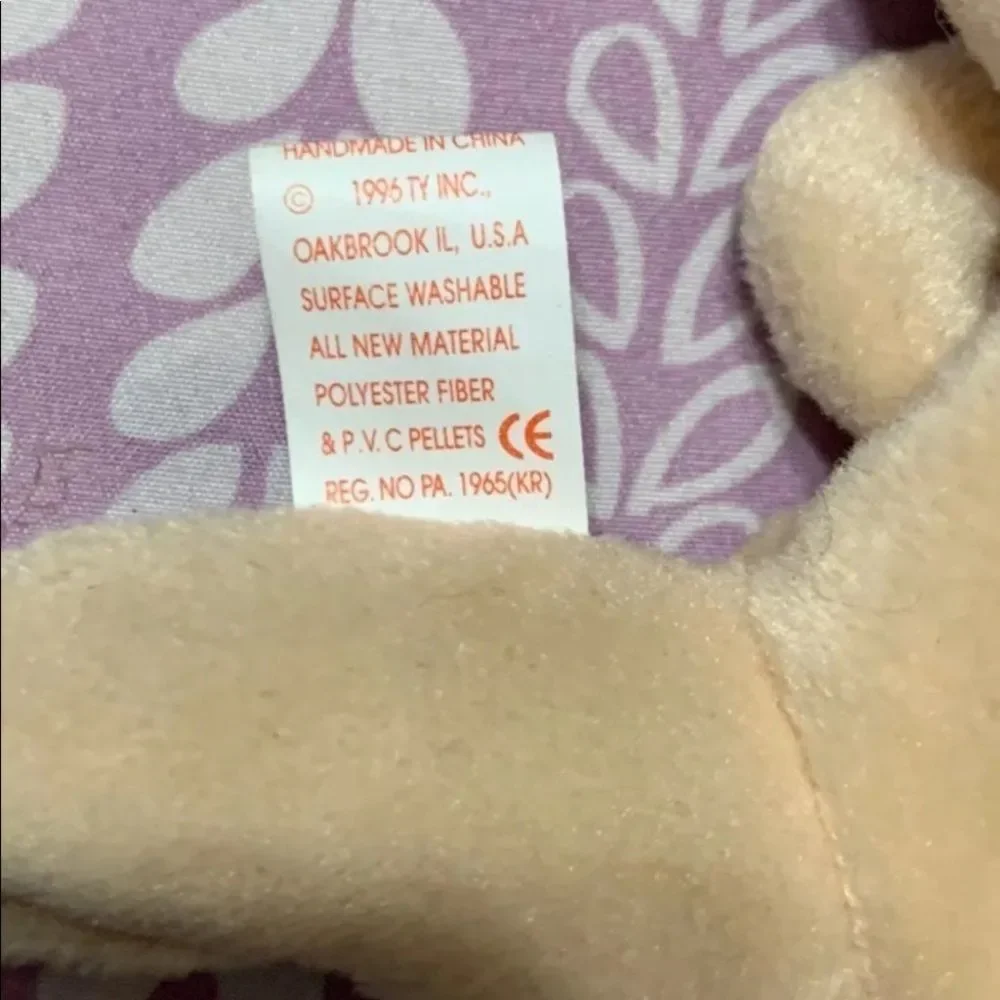 HANDMADE IN CHINA
© 1996 TY INC.,
OAKBROOK IL, U.S.A
SURFACE WASHABLE
ALL NEW MATERIAL
POLYESTER FIBER
& P.V.C PELLETS CE
REG. NO PA. 1965(KR)